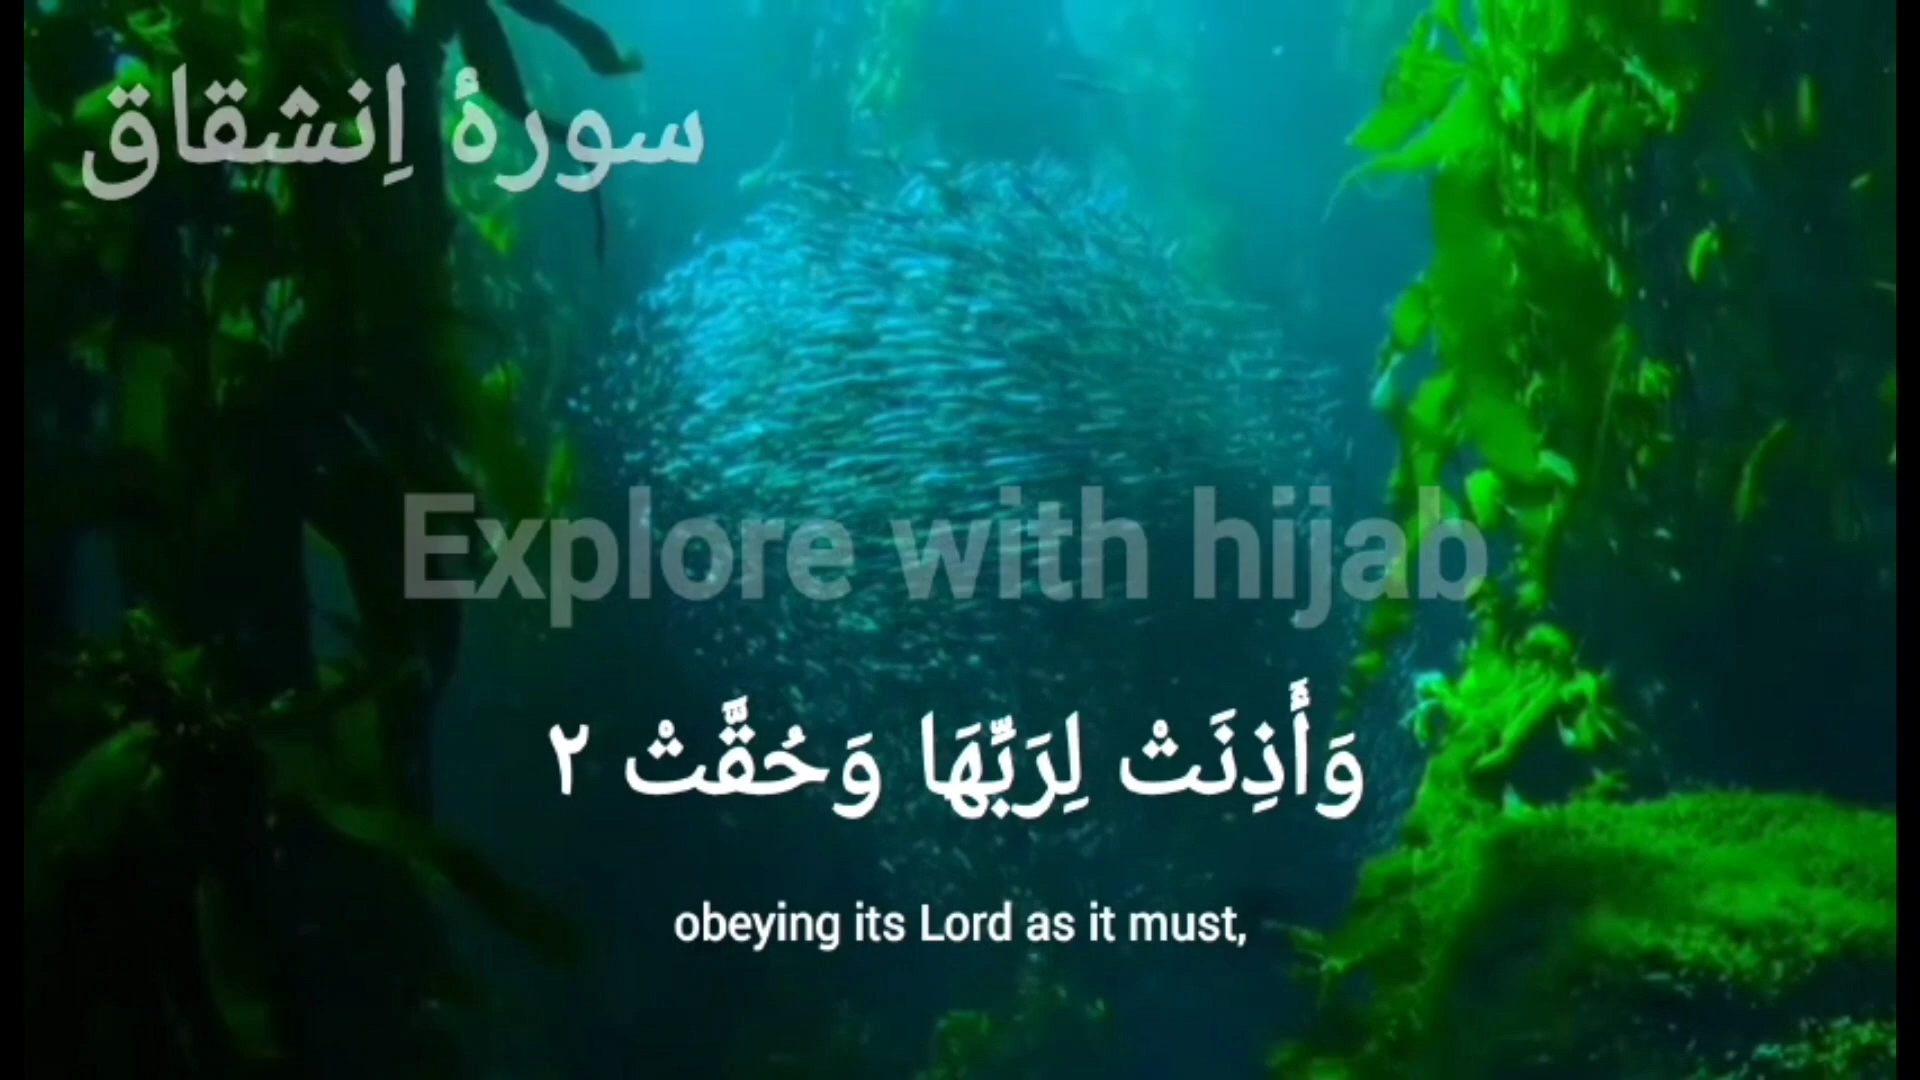 سورۂ اِنشقاق
Explore with hijab
وَأَذِنَتْ لِرَبِّهَا وَحُقَّتْ ٢
obeying its Lord as it must,